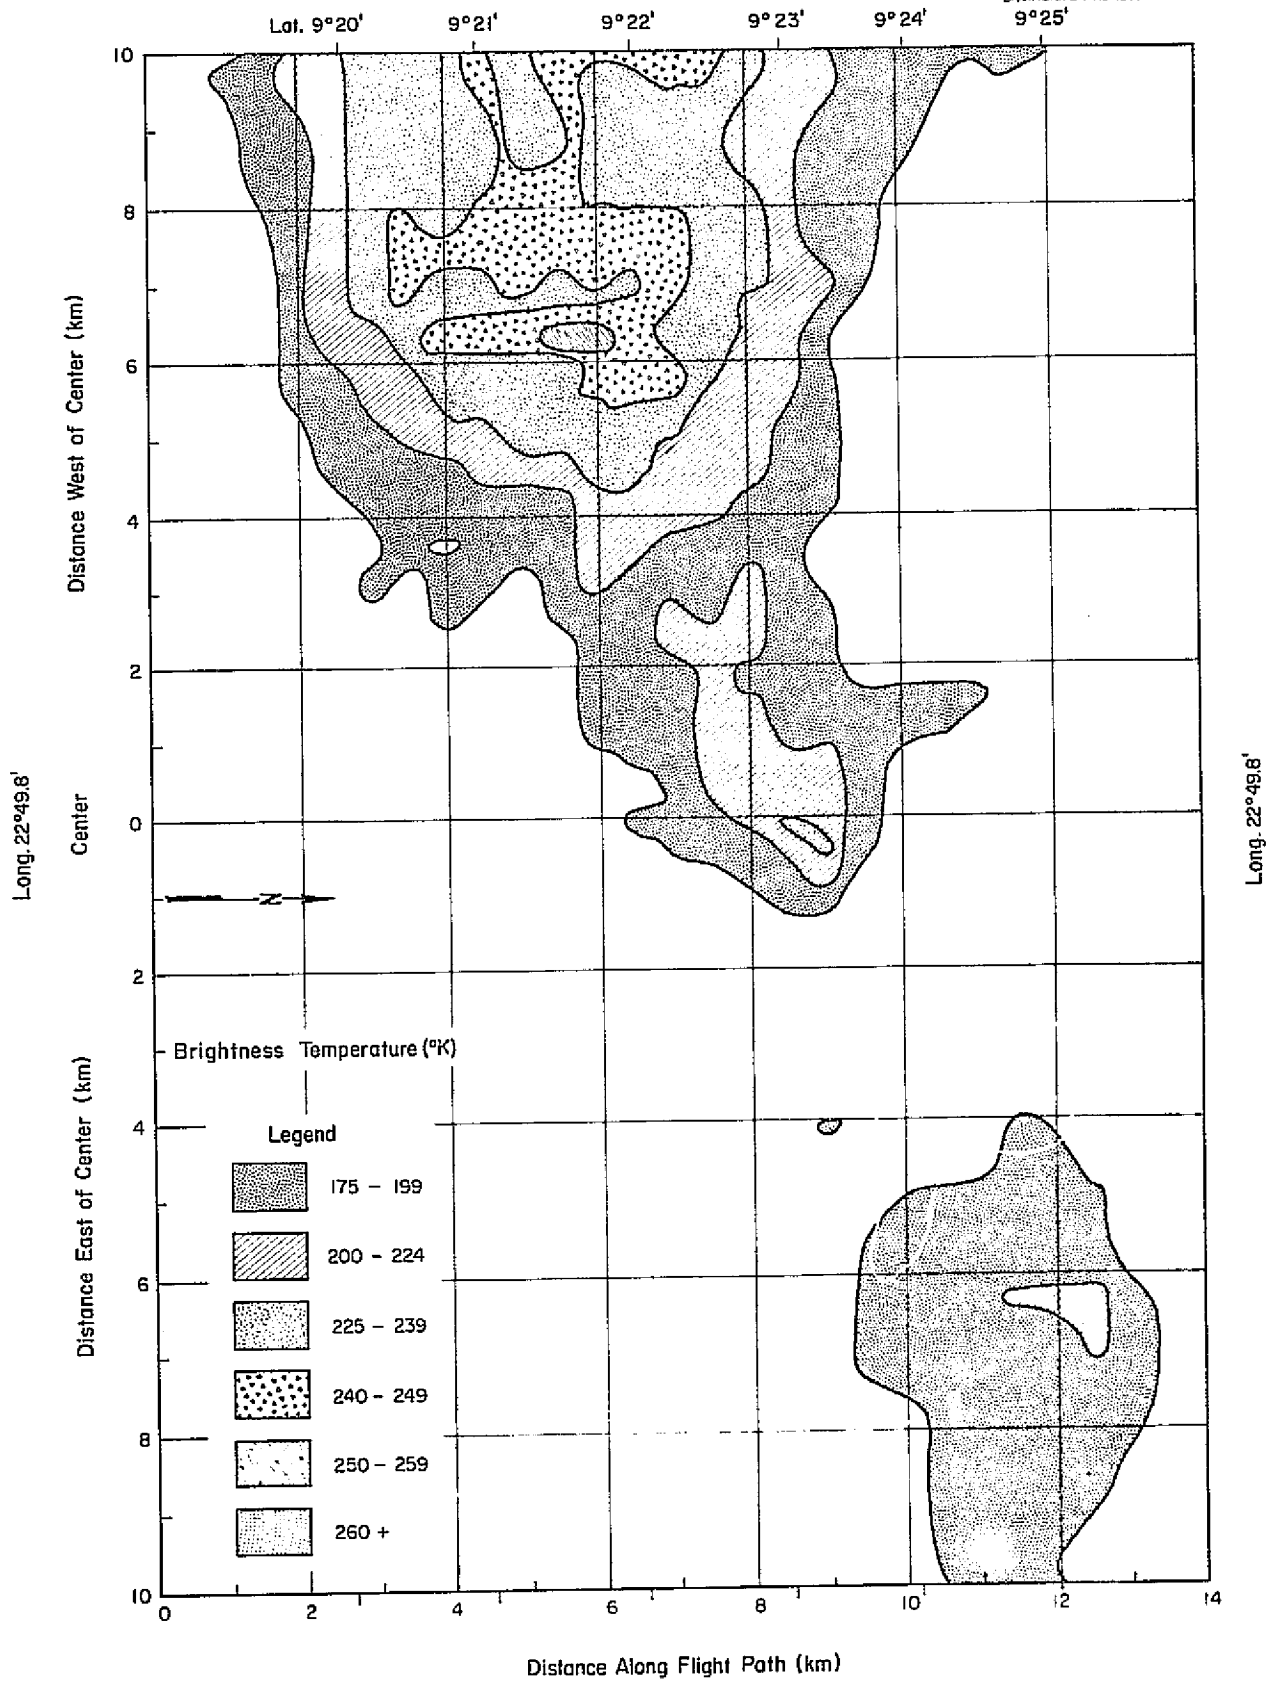 Lat. 9°20' 9°21' 9°22' 9°23' 9°24' 9°25'
10
8
6
4
2
0
2
4
6
8
10
Distance West of Center (km)
Center
Distance East of Center (km)
Long. 22°49.8'
Long. 22°49.8'
N
Brightness Temperature (°K)
Legend
175 - 199
200 - 224
225 - 239
240 - 249
250 - 259
260 +
0 2 4 6 8 10 12 14
Distance Along Flight Path (km)